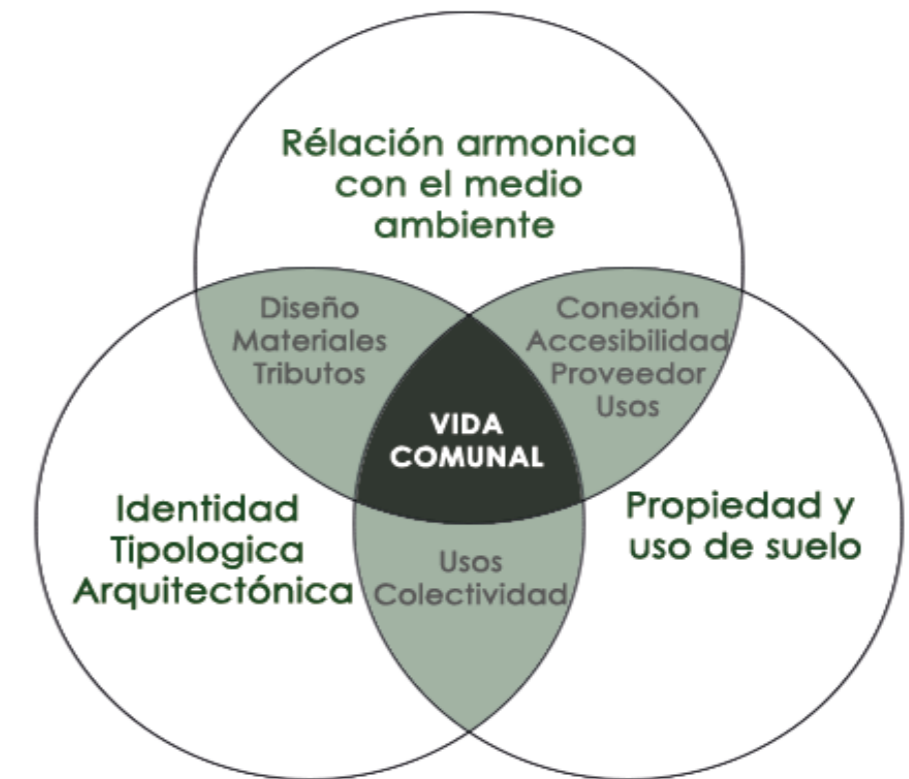 Rélación armonica
con el medio
ambiente
Diseño
Materiales
Tributos
Conexión
Accesibilidad
Proveedor
Usos
VIDA
COMUNAL
Identidad
Tipologica
Arquitectónica
Propiedad y
uso de suelo
Usos
Colectividad